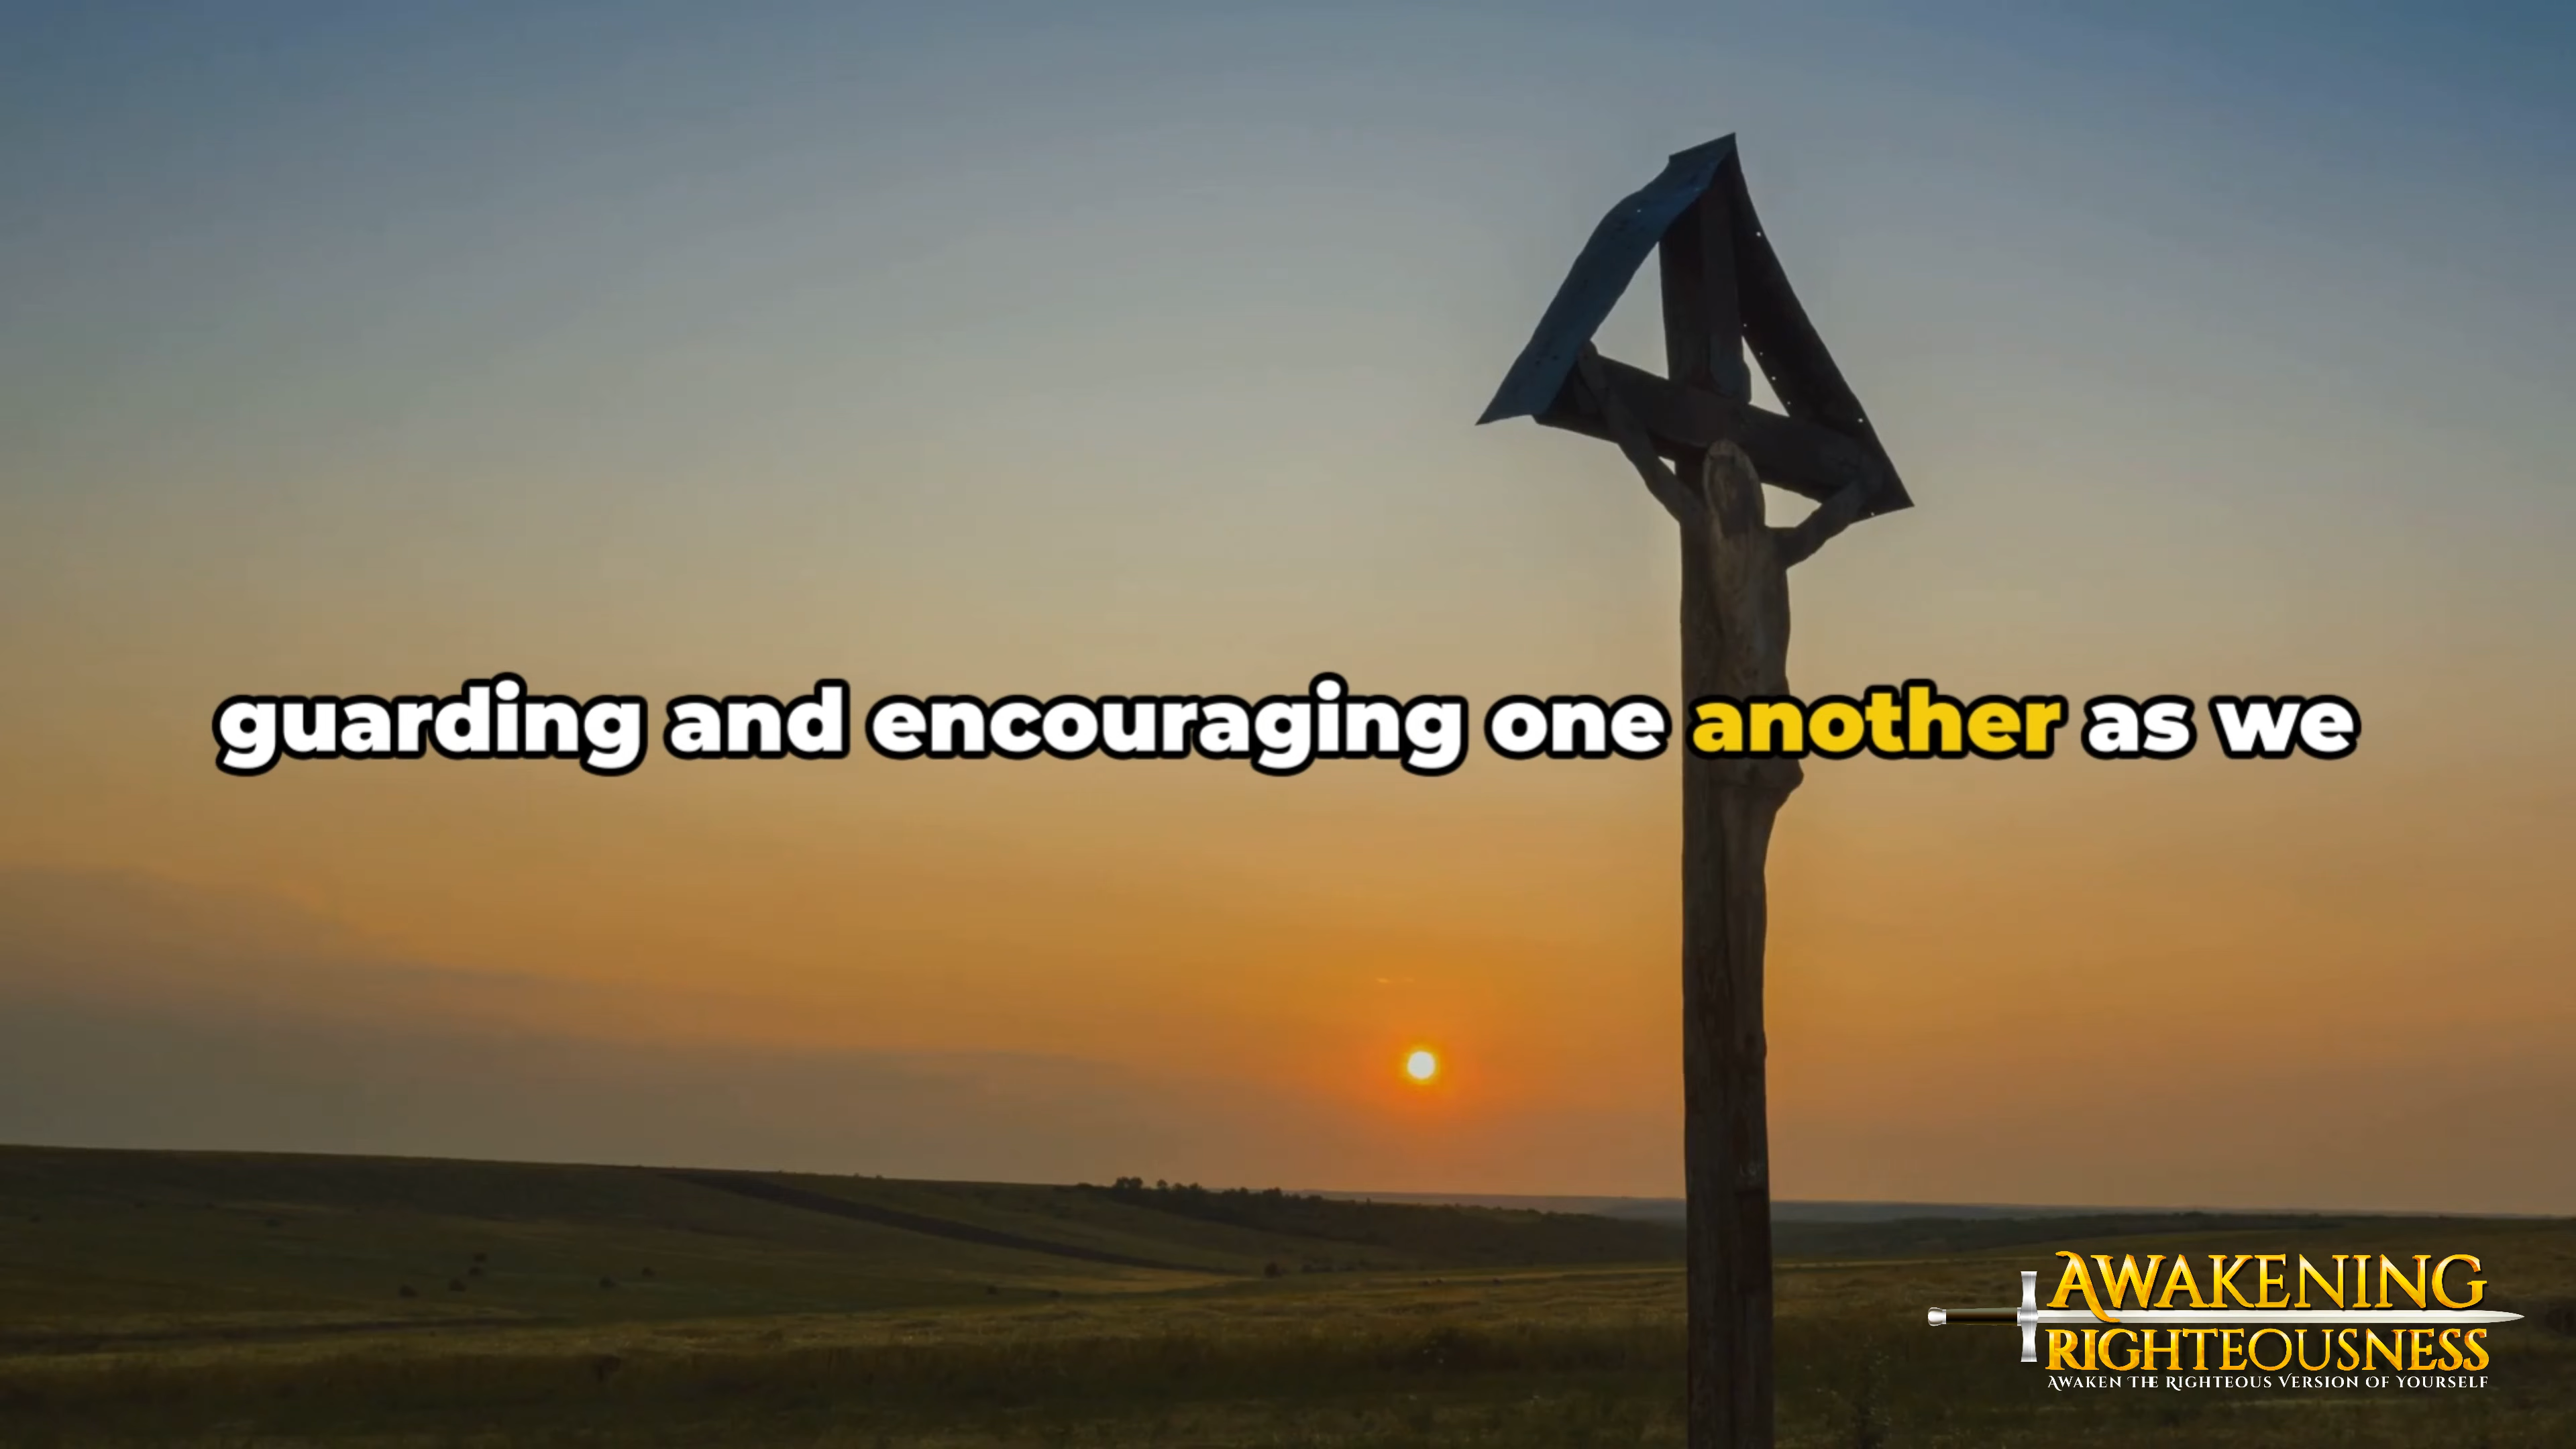 guarding and encouraging one another as we
AWAKENING
RIGHTEOUSNESS
AWAKEN THE RIGHTEOUS VERSION OF YOURSELF